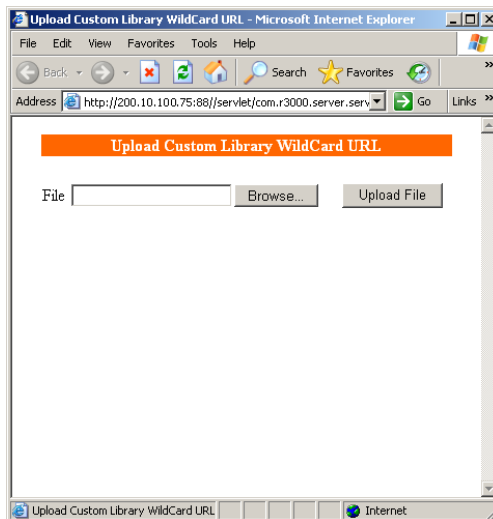 Upload Custom Library WildCard URL - Microsoft Internet Explorer
File Edit View Favorites Tools Help
Back Search Favorites »
Address http://200.10.100.75:88//servlet/com.r3000.server.serv Go Links »
Upload Custom Library WildCard URL
File Browse... Upload File
Upload Custom Library WildCard URL Internet